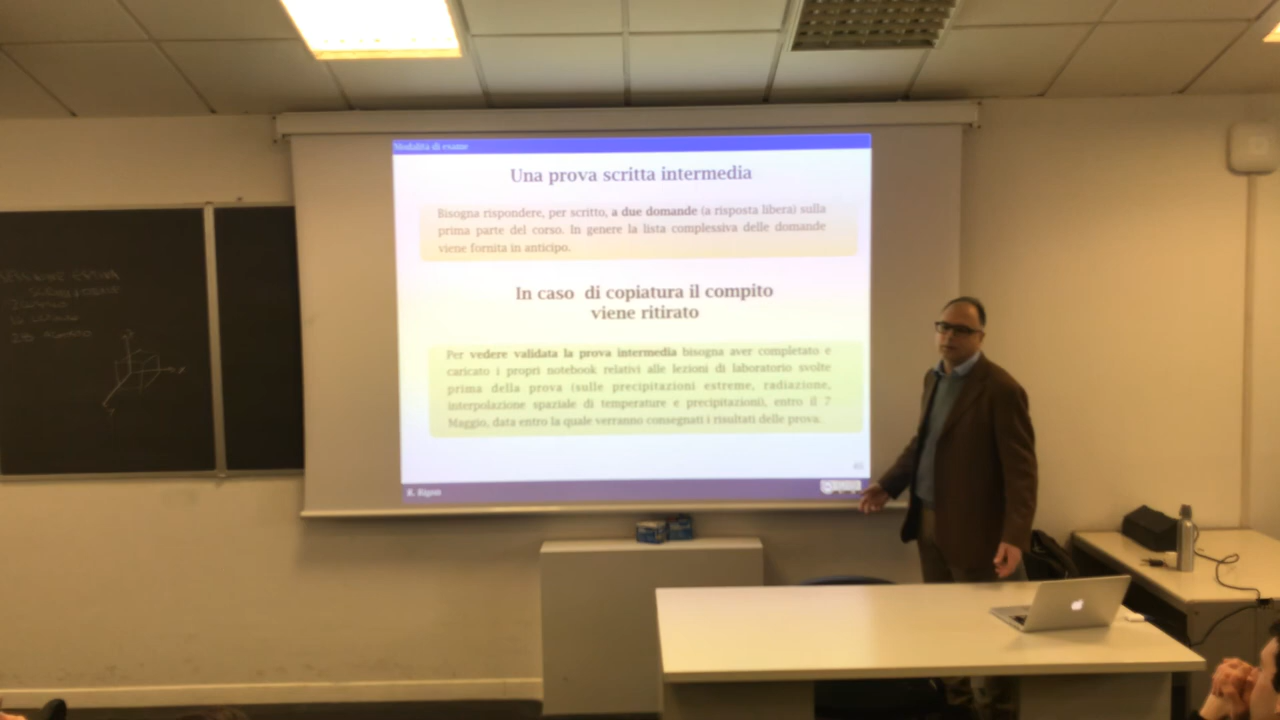 Modalità di esame
Una prova scritta intermedia
Bisogna rispondere, per scritto, a due domande (a risposta libera) sulla
prima parte del corso. In genere la lista complessiva delle domande
viene fornita in anticipo.
In caso di copiatura il compito
viene ritirato
Per vedere validata la prova intermedia bisogna aver completato e
caricato i propri notebook relativi alle lezioni di laboratorio svolte
prima della prova (sulle precipitazioni estreme, radiazione,
interpolazione spaziale di temperature e precipitazioni), entro il 7
Maggio, data entro la quale verranno consegnati i risultati delle prova.
R. Rigon